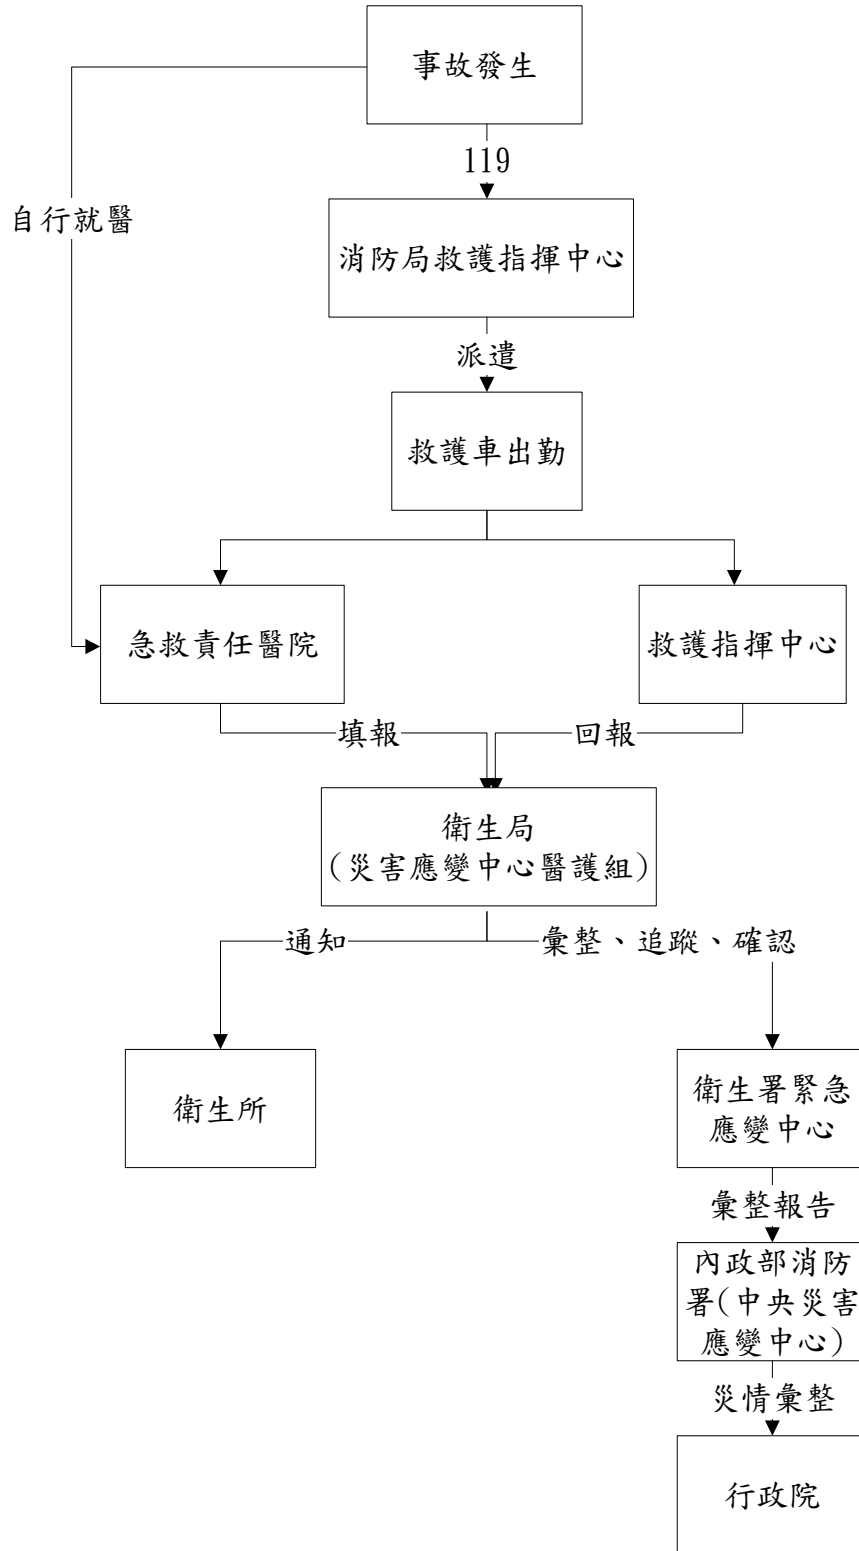 事故發生
119
自行就醫
消防局救護指揮中心
派遣
救護車出勤
急救責任醫院
救護指揮中心
填報
回報
衛生局
(災害應變中心醫護組)
通知
彙整、追蹤、確認
衛生所
衛生署緊急
應變中心
彙整報告
內政部消防
署(中央災害
應變中心)
災情彙整
行政院